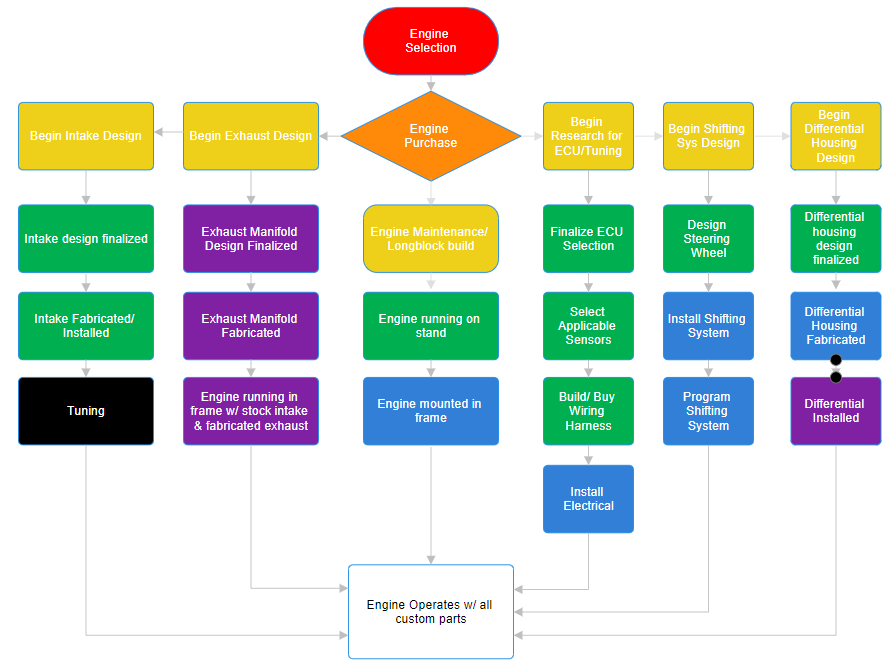 Engine
Selection
Begin Intake Design
Begin Exhaust Design
Engine
Purchase
Begin
Research for
ECU/Tuning
Begin Shifting
Sys Design
Begin
Differential
Housing
Design
Intake design finalized
Exhaust Manifold
Design Finalized
Engine Maintenance/
Longblock build
Finalize ECU
Selection
Design
Steering
Wheel
Differential
housing
design
finalized
Intake Fabricated/
Installed
Exhaust Manifold
Fabricated
Engine running on
stand
Select
Applicable
Sensors
Install Shifting
System
Differential
Housing
Fabricated
Tuning
Engine running in
frame w/ stock intake
& fabricated exhaust
Engine mounted in
frame
Build/ Buy
Wiring
Harness
Program
Shifting
System
Differential
Installed
Install
Electrical
Engine Operates w/ all
custom parts